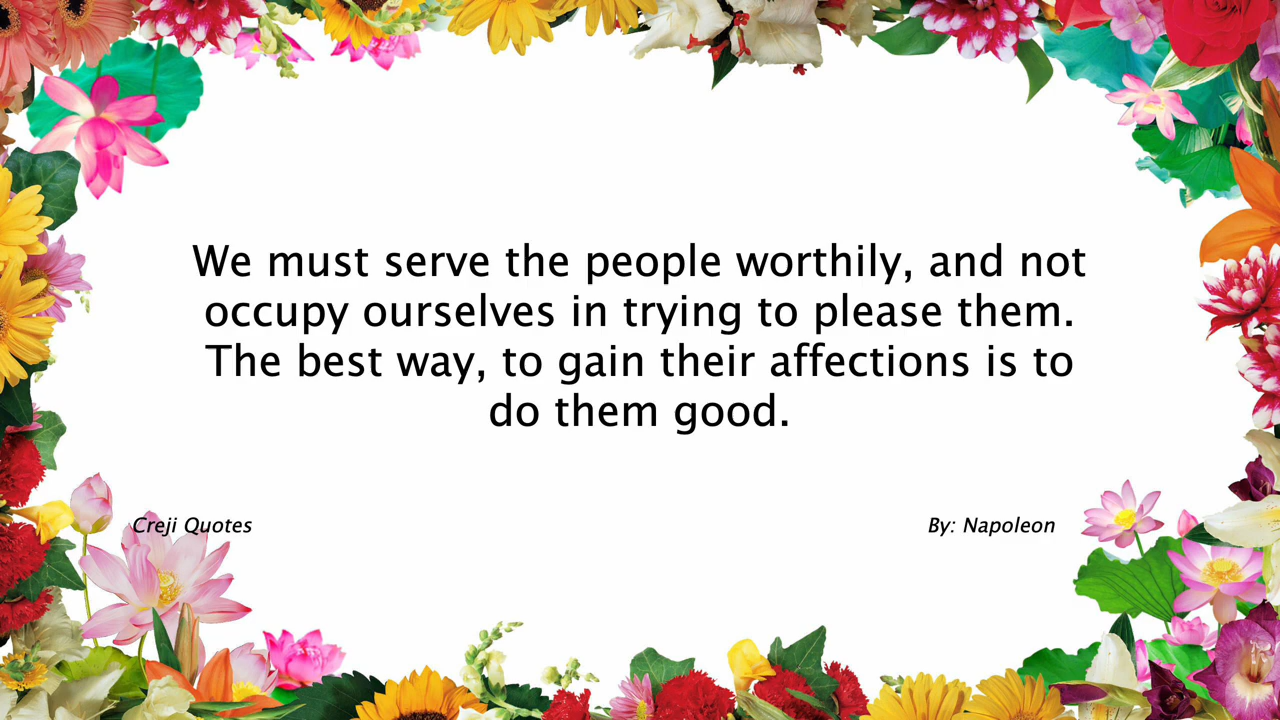 We must serve the people worthily, and not
occupy ourselves in trying to please them.
The best way, to gain their affections is to
do them good.
Creji Quotes
By: Napoleon